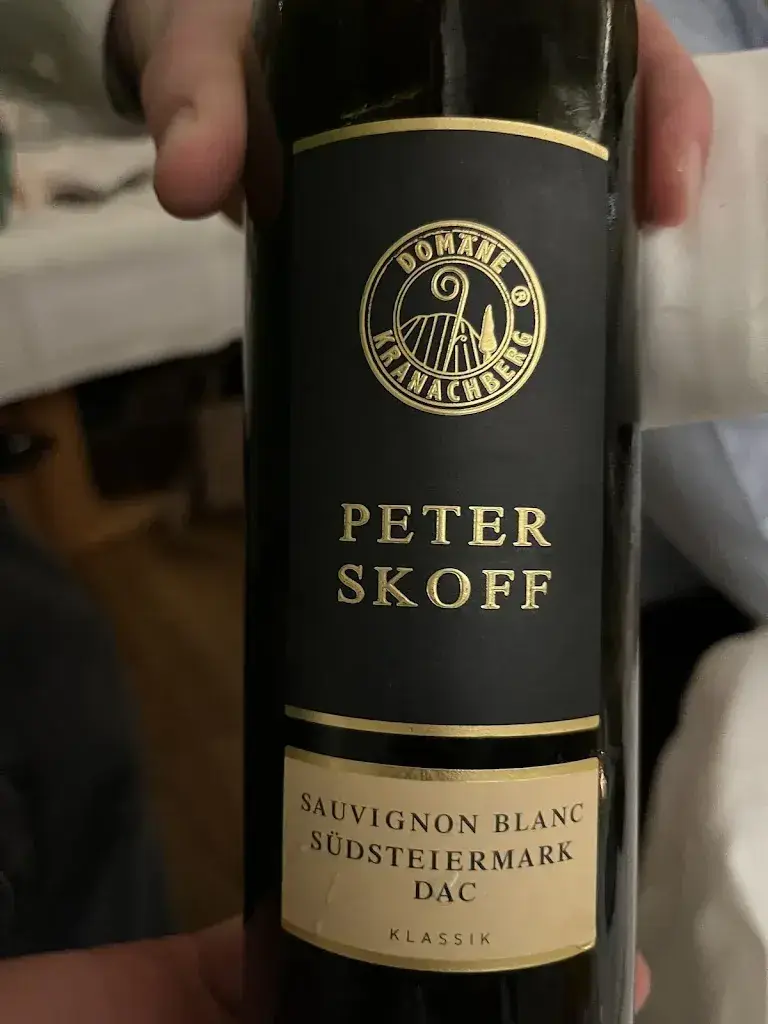 DOMÄNE ®
KRANACHBERG
PETER
SKOFF
SAUVIGNON BLANC
SÜDSTEIERMARK
DAC
KLASSIK